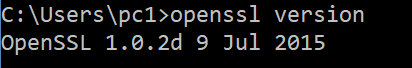 C:\Users\pc1>openssl version
OpenSSL 1.0.2d 9 Jul 2015